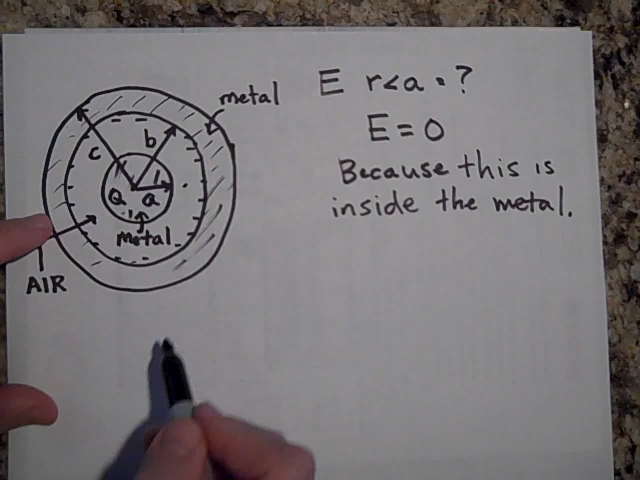 E r<a = ?
metal
E = 0
Because this is
inside the metal.
b
c
Q a
metal
AIR